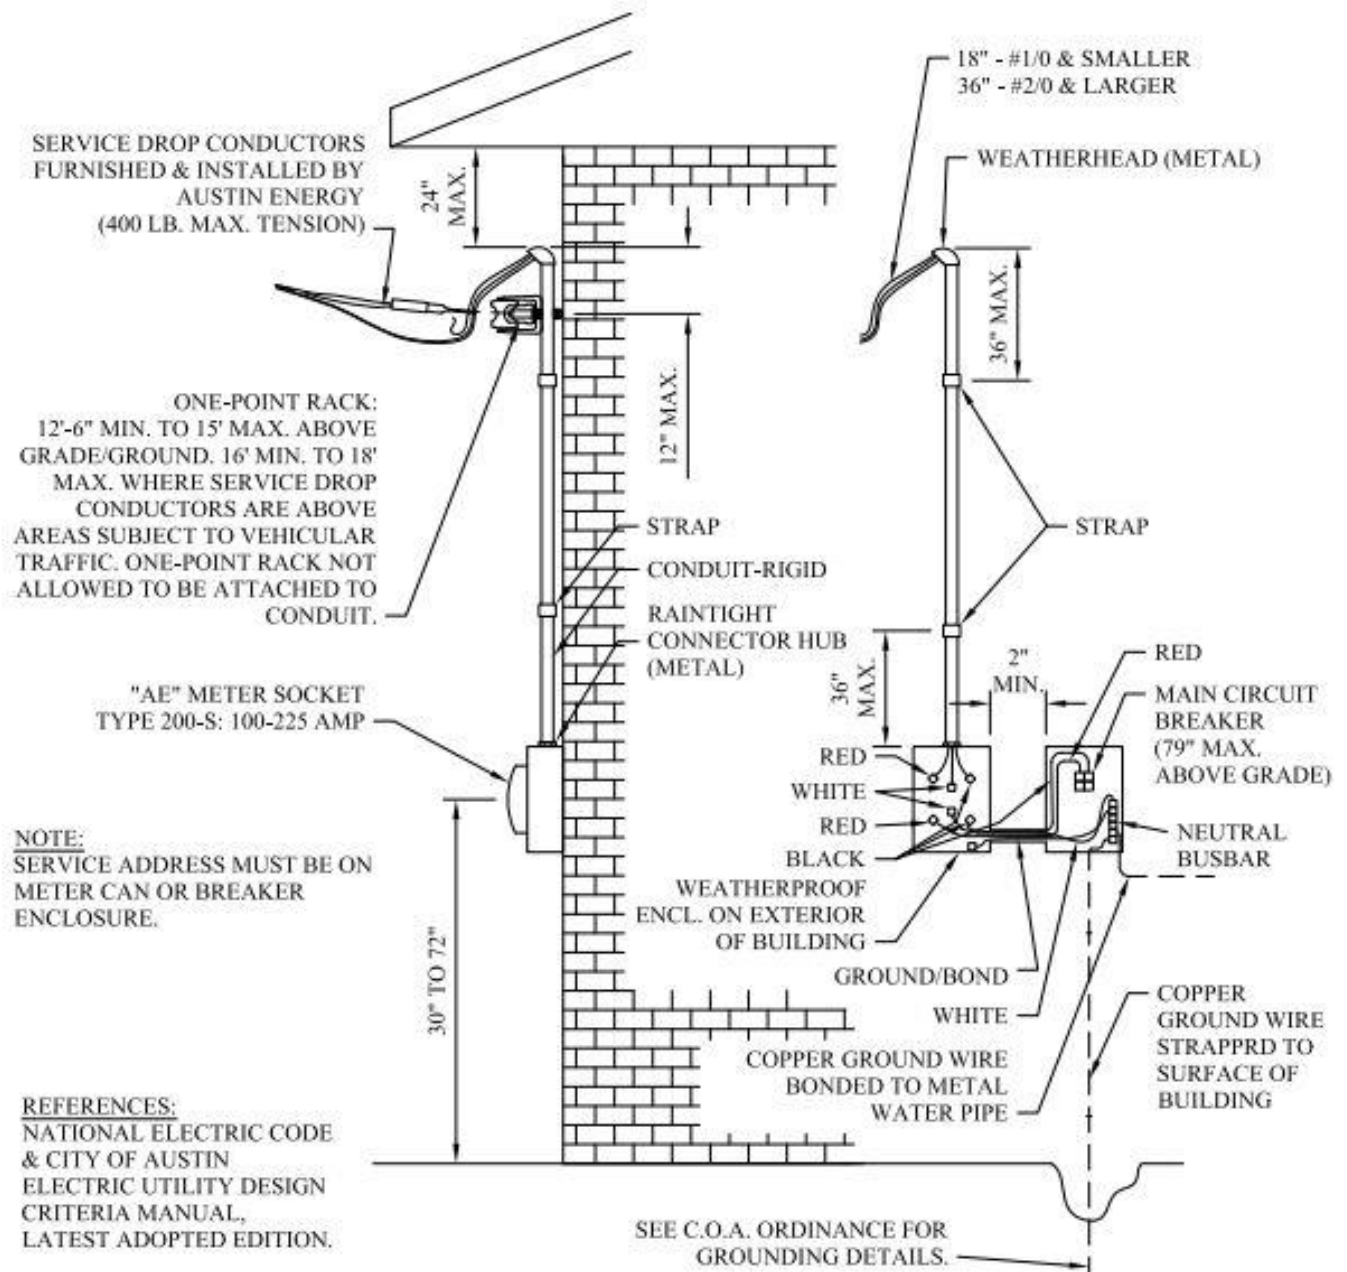 18" - #1/0 & SMALLER
36" - #2/0 & LARGER
SERVICE DROP CONDUCTORS
FURNISHED & INSTALLED BY
AUSTIN ENERGY
(400 LB. MAX. TENSION)
24"
MAX.
WEATHERHEAD (METAL)
36" MAX.
12" MAX.
ONE-POINT RACK:
12'-6" MIN. TO 15' MAX. ABOVE
GRADE/GROUND. 16' MIN. TO 18'
MAX. WHERE SERVICE DROP
CONDUCTORS ARE ABOVE
AREAS SUBJECT TO VEHICULAR
TRAFFIC. ONE-POINT RACK NOT
ALLOWED TO BE ATTACHED TO
CONDUIT.
STRAP
CONDUIT-RIGID
RAINTIGHT
CONNECTOR HUB
(METAL)
STRAP
36"
MAX.
2"
MIN.
RED
MAIN CIRCUIT
BREAKER
(79" MAX.
ABOVE GRADE)
"AE" METER SOCKET
TYPE 200-S: 100-225 AMP
RED
WHITE
RED
BLACK
NEUTRAL
BUSBAR
NOTE:
SERVICE ADDRESS MUST BE ON
METER CAN OR BREAKER
ENCLOSURE.
WEATHERPROOF
ENCL. ON EXTERIOR
OF BUILDING
GROUND/BOND
WHITE
30" TO 72"
COPPER GROUND WIRE
BONDED TO METAL
WATER PIPE
COPPER
GROUND WIRE
STRAPPRD TO
SURFACE OF
BUILDING
REFERENCES:
NATIONAL ELECTRIC CODE
& CITY OF AUSTIN
ELECTRIC UTILITY DESIGN
CRITERIA MANUAL,
LATEST ADOPTED EDITION.
SEE C.O.A. ORDINANCE FOR
GROUNDING DETAILS.